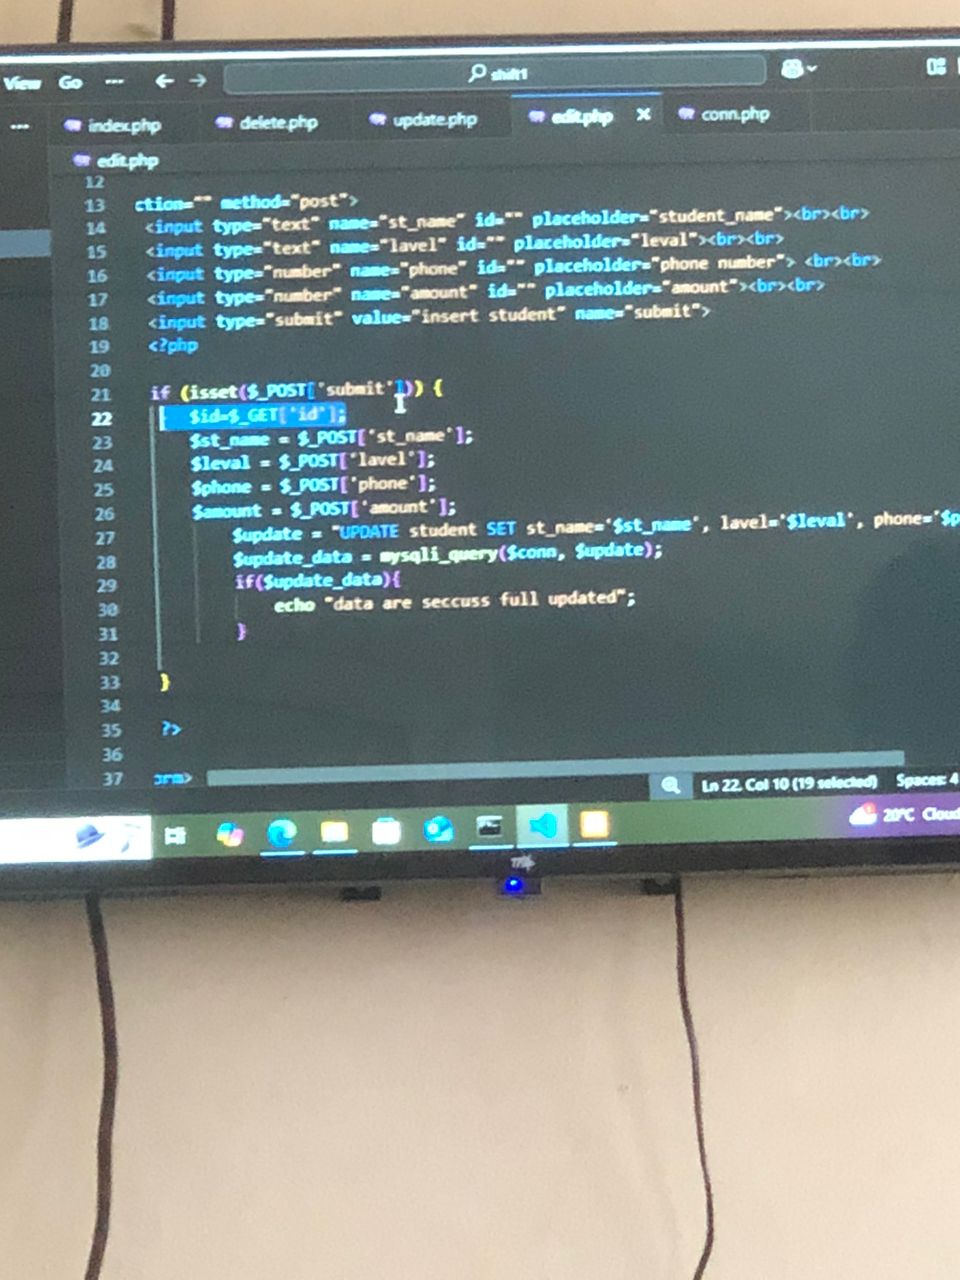 View Go ··· ← → shift1
··· index.php delete.php update.php edit.php × conn.php
edit.php
12
13 ction="" method="post">
14 <input type="text" name="st_name" id="" placeholder="student_name"><br><br>
15 <input type="text" name="lavel" id="" placeholder="leval"><br><br>
16 <input type="number" name="phone" id="" placeholder="phone number"> <br><br>
17 <input type="number" name="amount" id="" placeholder="amount"><br><br>
18 <input type="submit" value="insert student" name="submit">
19 <?php
20
21 if (isset($_POST['submit'])) {
22 $id=$_GET['id'];
23 $st_name = $_POST['st_name'];
24 $leval = $_POST['lavel'];
25 $phone = $_POST['phone'];
26 $amount = $_POST['amount'];
27 $update = "UPDATE student SET st_name='$st_name', lavel='$leval', phone='$p
28 $update_data = mysqli_query($conn, $update);
29 if($update_data){
30 echo "data are seccuss full updated";
31 }
32
33 }
34
35 ?>
36
37 orm>
Ln 22, Col 10 (19 selected) Spaces: 4
20°C Cloud